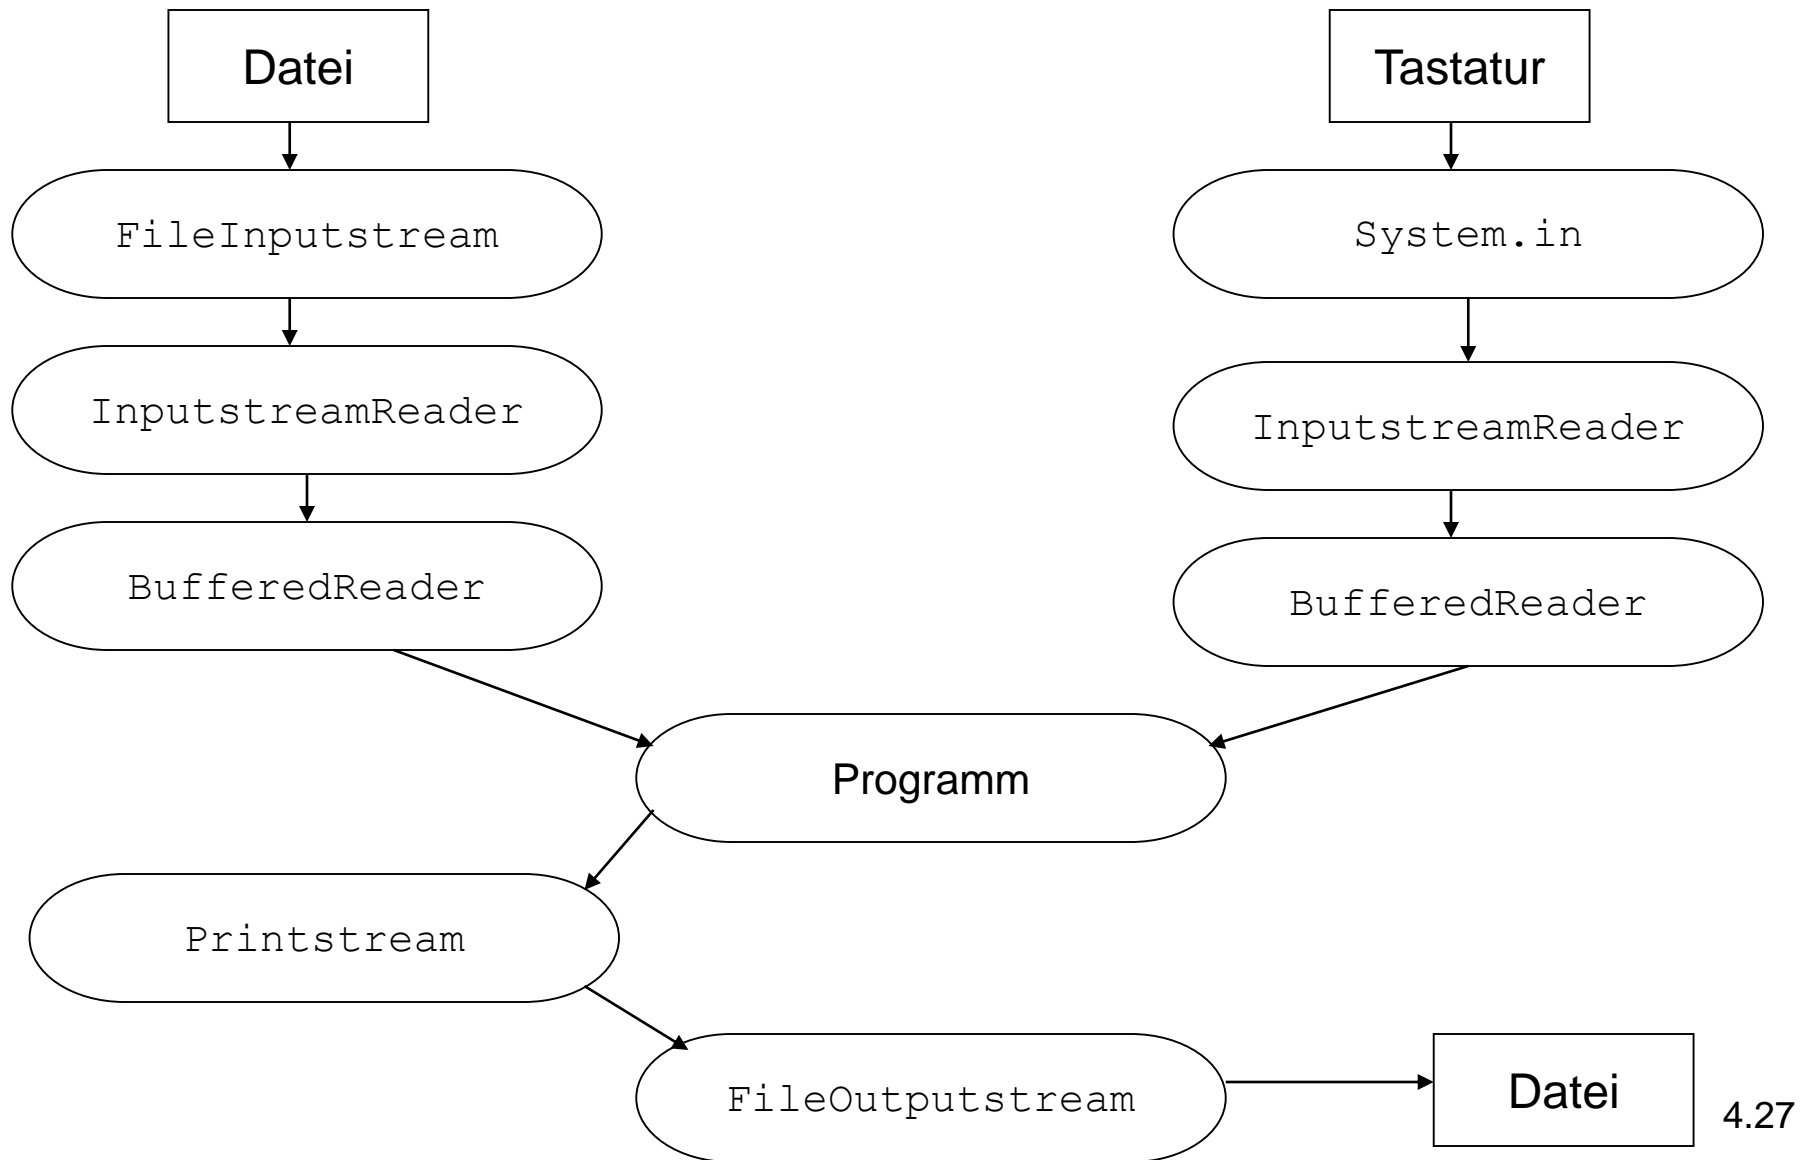 Datei
Tastatur
FileInputstream
System.in
InputstreamReader
InputstreamReader
BufferedReader
BufferedReader
Programm
Printstream
FileOutputstream
Datei
4.27